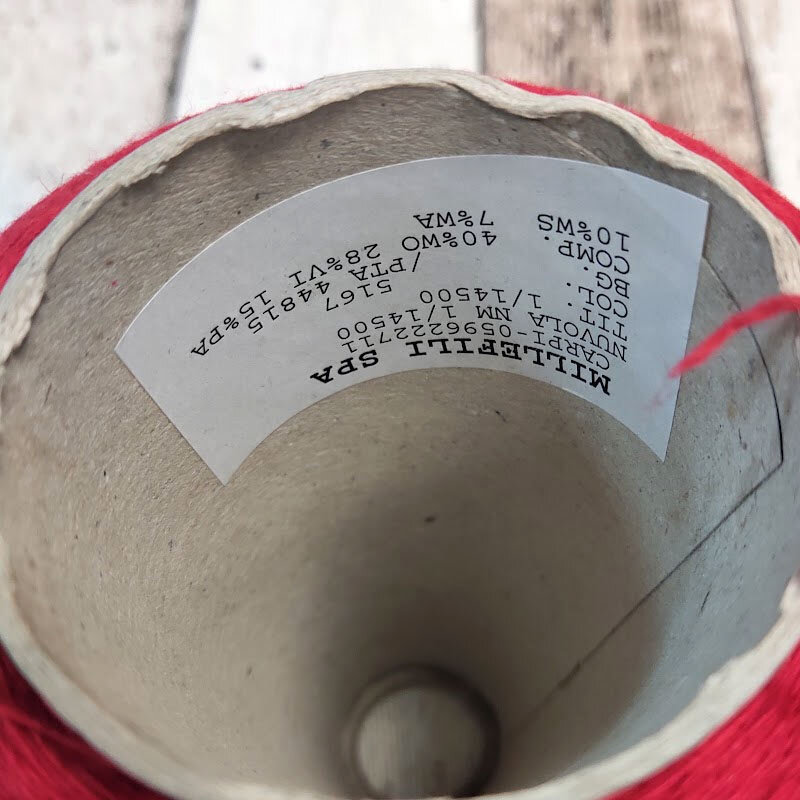 MILLEFILI SPA
CARPI-0596222711
NUVOLA NM 1/14500
TIT 1/14500
COL. 5167 44815
BG. /PTA
COMP. 40%WO 28%VI 15%PA
10%WS 7%WA